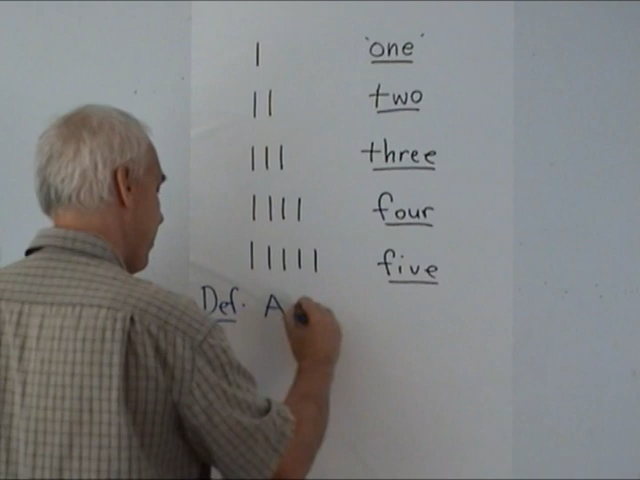 | 'one'
|| two
||| three
|||| four
||||| five
Def. A